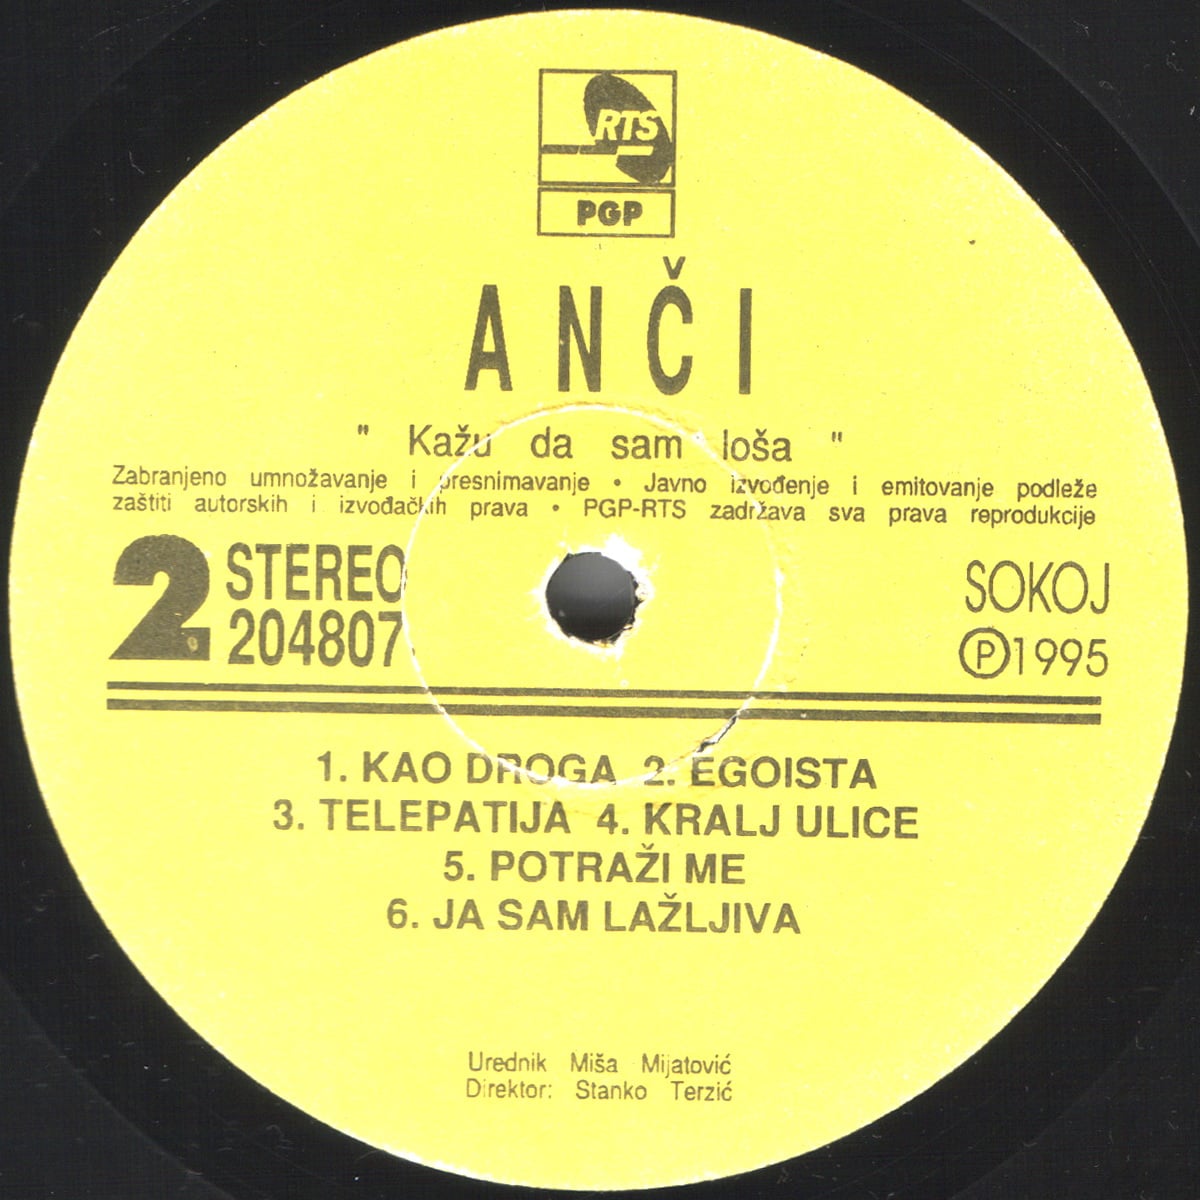 RTS
PGP
ANČI
" Kažu da sam loša "
Zabranjeno umnožavanje i presnimavanje • Javno izvođenje i emitovanje podleže
zaštiti autorskih i izvođačkih prava • PGP-RTS zadržava sva prava reprodukcije
2 STEREO
204807
SOKOJ
Ⓟ1995
1. KAO DROGA 2. EGOISTA
3. TELEPATIJA 4. KRALJ ULICE
5. POTRAŽI ME
6. JA SAM LAŽLJIVA
Urednik Miša Mijatović
Direktor: Stanko Terzić